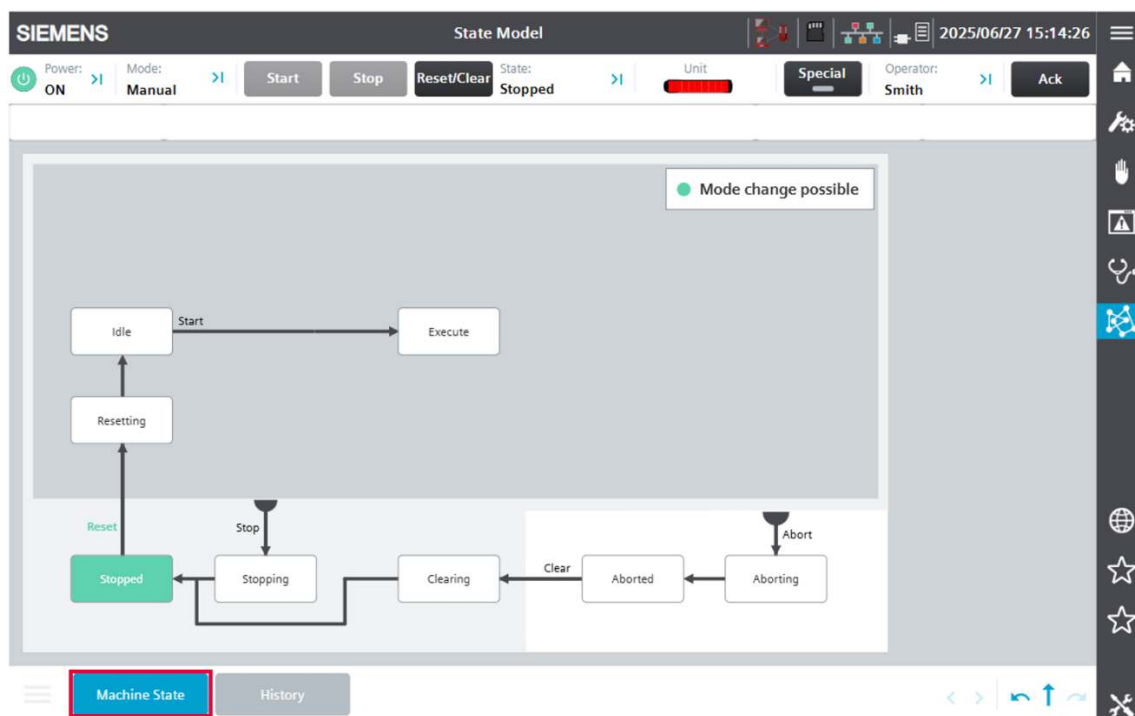 SIEMENS State Model 2025/06/27 15:14:26
Power: Mode: State: Unit Operator:
ON Manual Start Stop Reset/Clear Stopped Special Smith Ack
Mode change possible
Idle Start Execute
Resetting
Reset Stop Abort
Stopped Stopping Clearing Clear Aborted Aborting
Machine State History